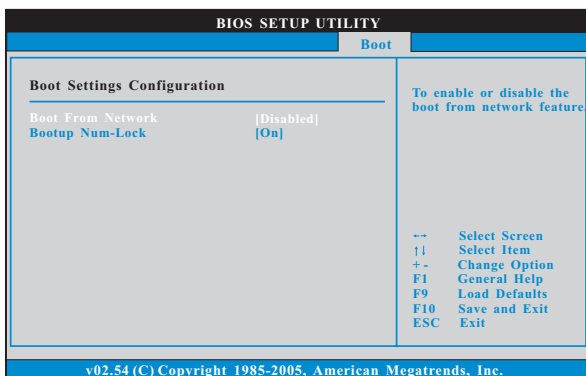 BIOS SETUP UTILITY
Boot
Boot Settings Configuration
Boot From Network [Disabled]
Bootup Num-Lock [On]
To enable or disable the
boot from network feature.
←→ Select Screen
↑↓ Select Item
+ - Change Option
F1 General Help
F9 Load Defaults
F10 Save and Exit
ESC Exit
v02.54 (C) Copyright 1985-2005, American Megatrends, Inc.